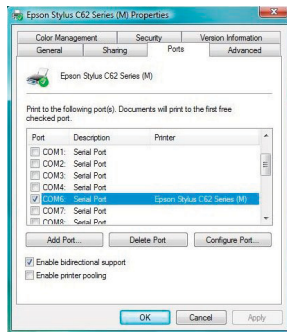 Epson Stylus C62 Series (M) Properties
Color Management Security Version Information
General Sharing Ports Advanced
Epson Stylus C62 Series (M)
Print to the following port(s). Documents will print to the first free
checked port.
Port Description Printer
COM1: Serial Port
COM2: Serial Port
COM3: Serial Port
COM4: Serial Port
COM6: Serial Port Epson Stylus C62 Series (M)
COM7: Serial Port
COM8: Serial Port
Add Port... Delete Port Configure Port...
Enable bidirectional support
Enable printer pooling
OK Cancel Apply